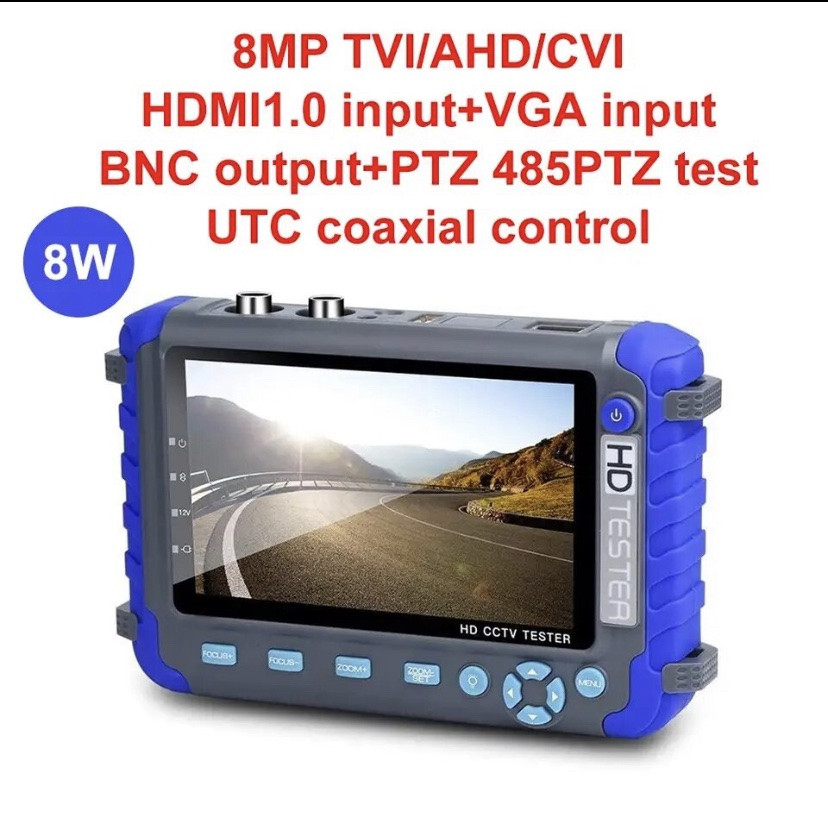 8MP TVI/AHD/CVI
HDMI1.0 input+VGA input
BNC output+PTZ 485PTZ test
UTC coaxial control
8W
12V
HD TESTER
HD CCTV TESTER
FOCUS+
FOCUS-
ZOOM+
ZOOM-
SET
MENU